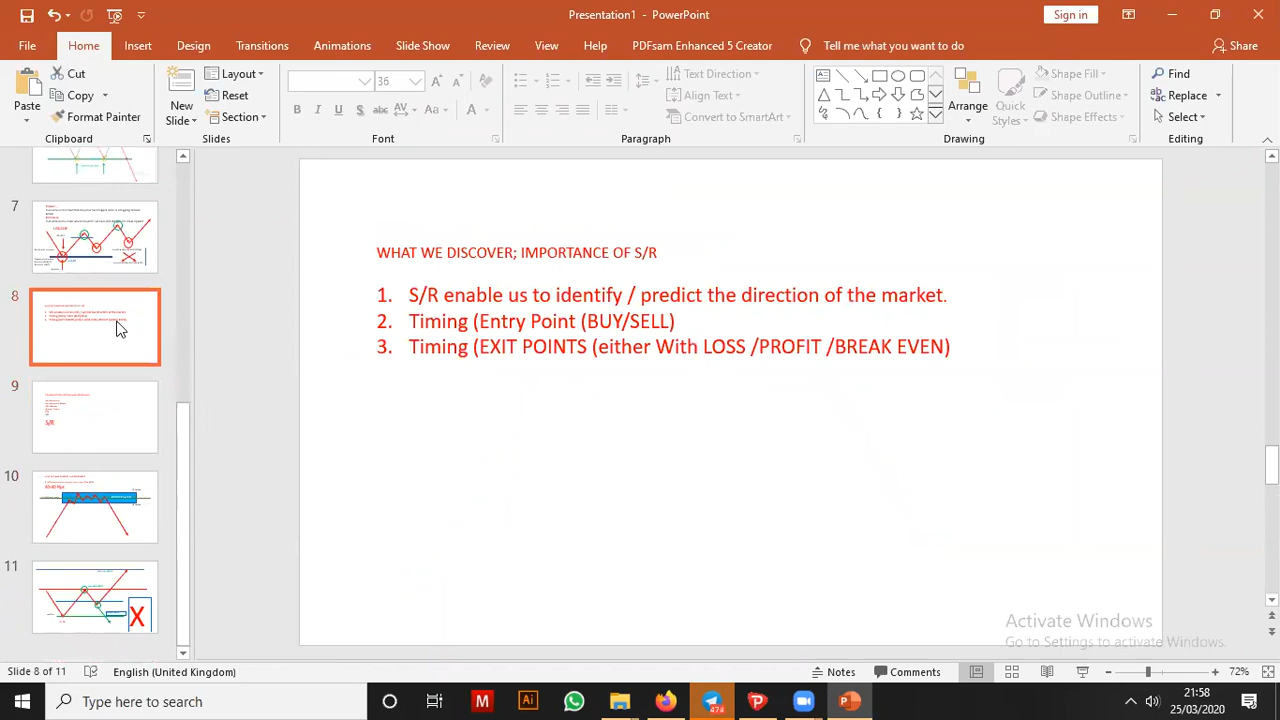 Presentation1 - PowerPoint
Sign in
File Home Insert Design Transitions Animations Slide Show Review View Help PDFsam Enhanced 5 Creator Tell me what you want to do Share
Paste
Cut
Copy
Format Painter
Clipboard
New Slide
Layout
Reset
Section
Slides
36
Font
Text Direction
Align Text
Convert to SmartArt
Paragraph
Arrange
Quick Styles
Shape Fill
Shape Outline
Shape Effects
Drawing
Find
Replace
Select
Editing
7
8
9
S/R
10
11
X
WHAT WE DISCOVER; IMPORTANCE OF S/R
1. S/R enable us to identify / predict the direction of the market.
2. Timing (Entry Point (BUY/SELL)
3. Timing (EXIT POINTS (either With LOSS /PROFIT /BREAK EVEN)
Activate Windows
Go to Settings to activate Windows.
Slide 8 of 11 English (United Kingdom) Notes Comments 72%
Type here to search
21:58
25/03/2020